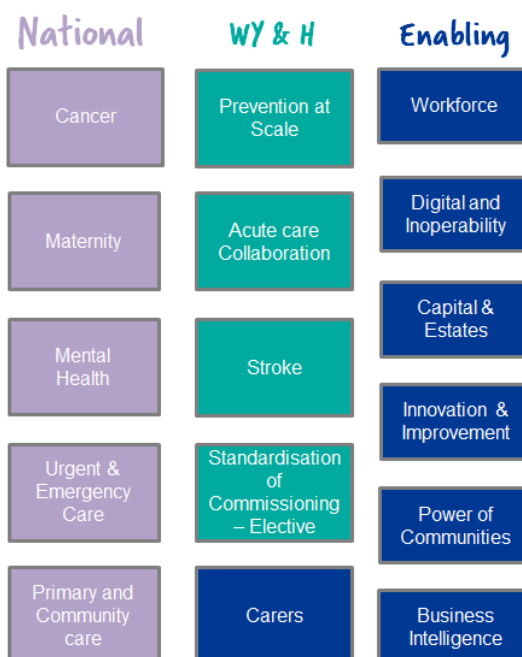 National
Cancer
Maternity
Mental
Health
Urgent &
Emergency
Care
Primary and
Community
care
WY & H
Prevention at
Scale
Acute care
Collaboration
Stroke
Standardisation
of
Commissioning
– Elective
Carers
Enabling
Workforce
Digital and
Inoperability
Capital &
Estates
Innovation &
Improvement
Power of
Communities
Business
Intelligence